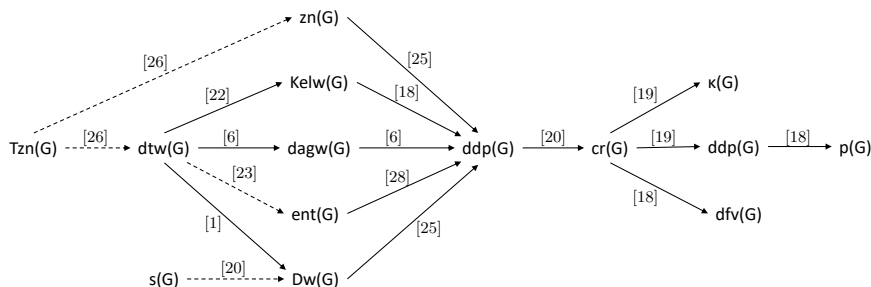 zn(G)
[26]
[25]
Kelw(G)
[22]
[18]
[19]
κ(G)
Tzn(G)
[26]
dtw(G)
[6]
dagw(G)
[6]
ddp(G)
[20]
cr(G)
[19]
ddp(G)
[18]
p(G)
[23]
[28]
[18]
ent(G)
dfv(G)
[1]
[25]
s(G)
[20]
Dw(G)